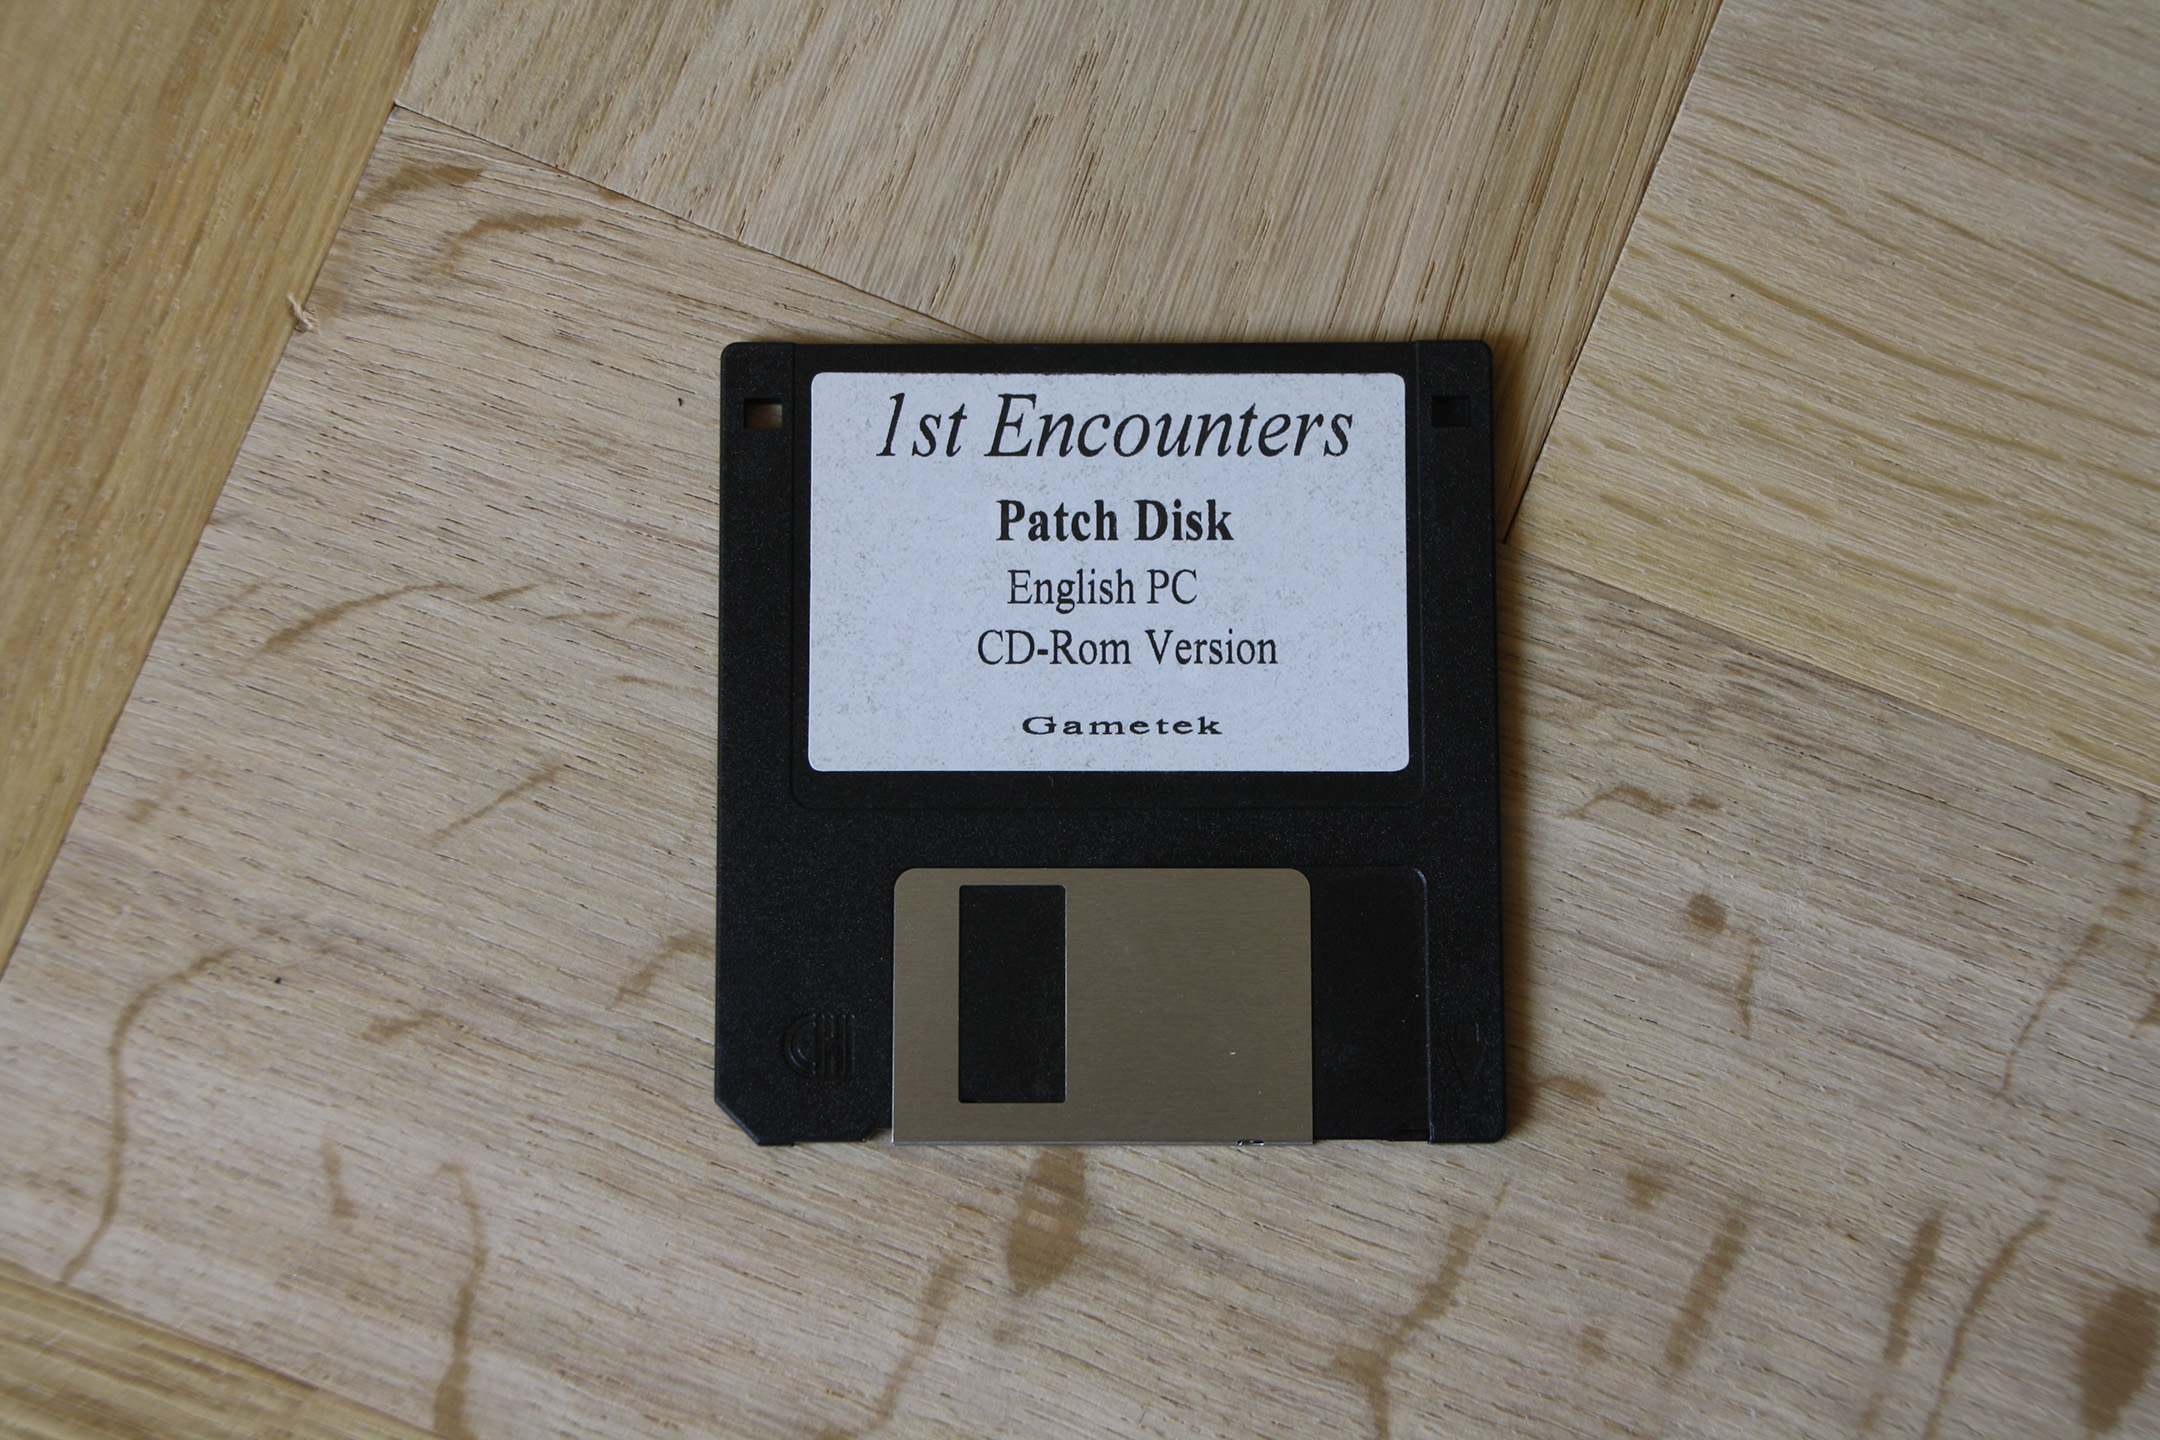 1st Encounters
Patch Disk
English PC
CD-Rom Version
Gametek